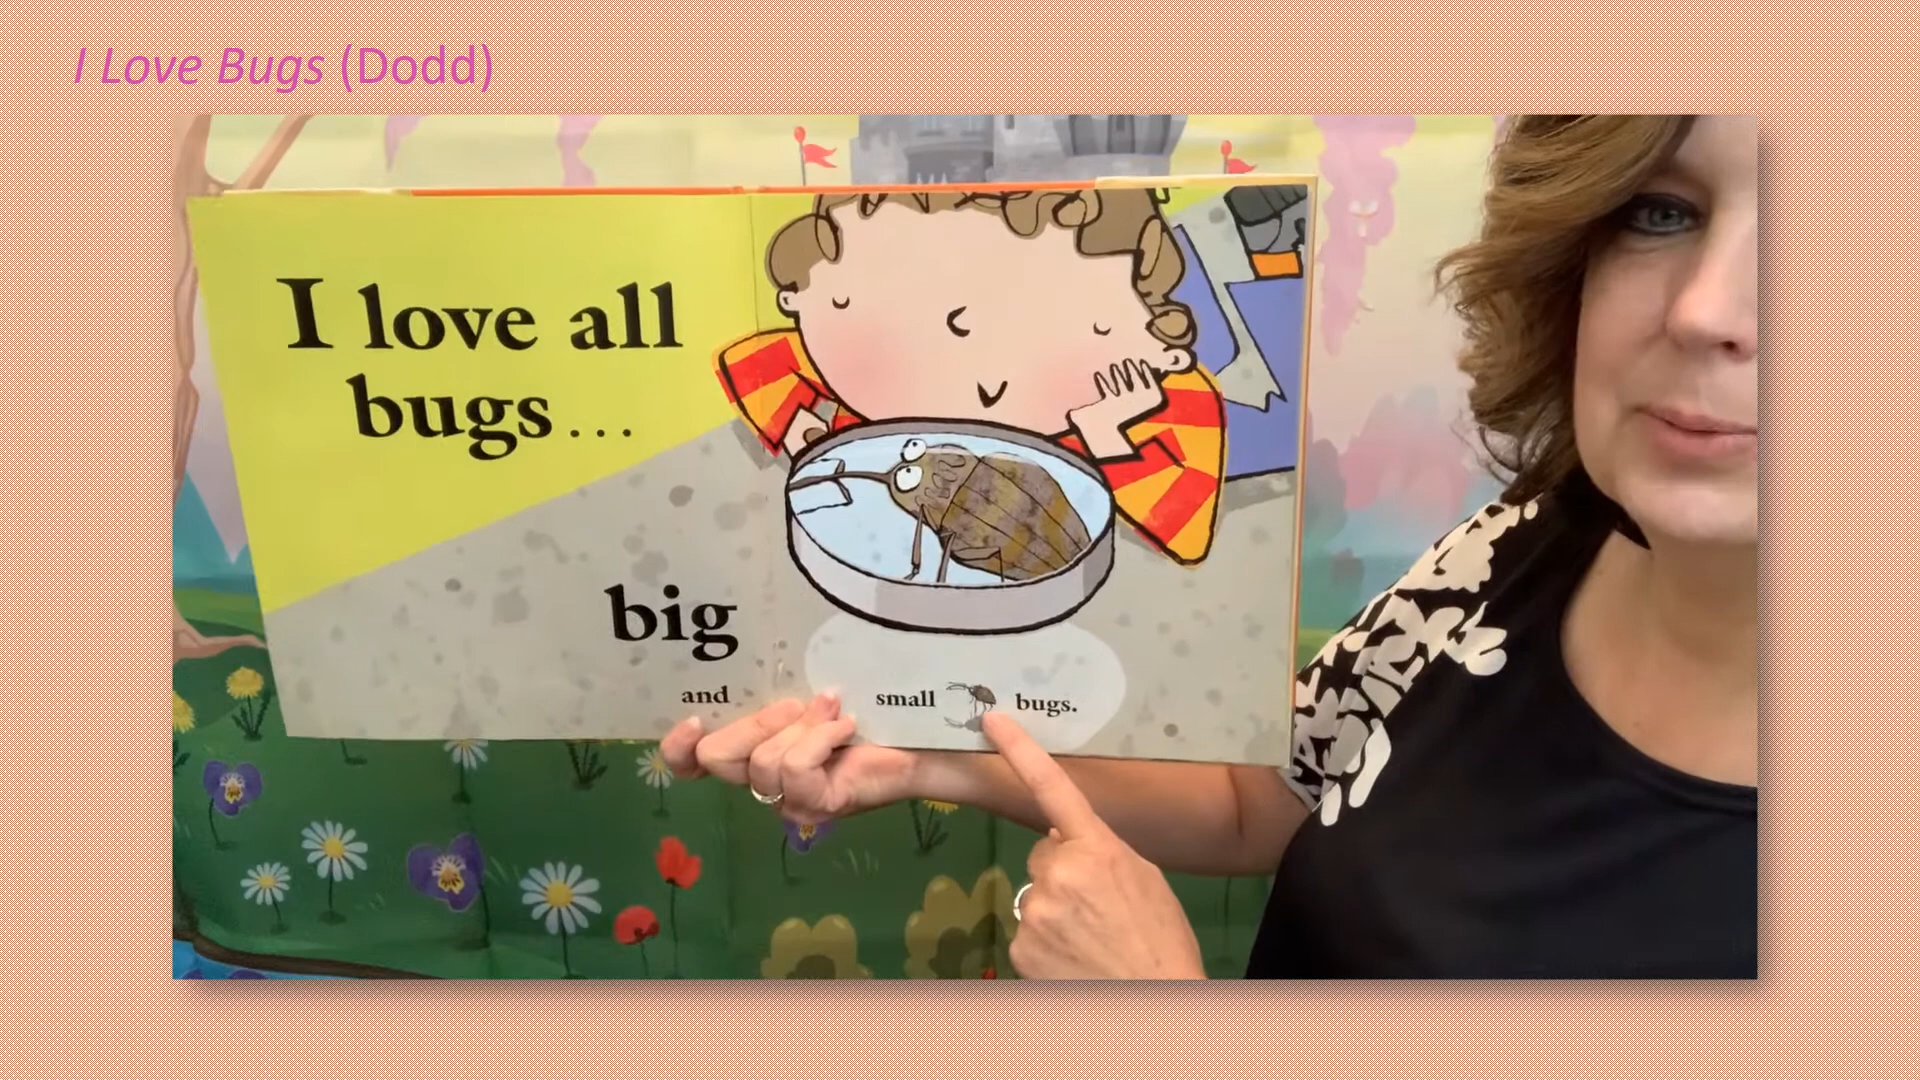 I Love Bugs (Dodd)
I love all
bugs...
big
and
small bugs.